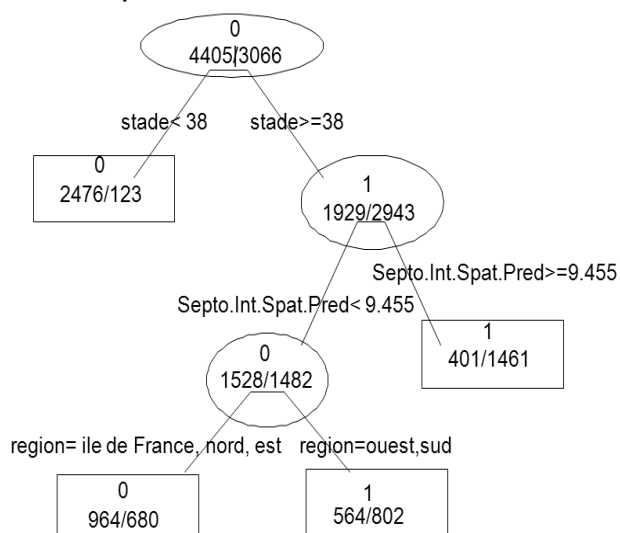 0
4405/3066
stade< 38
stade>=38
0
2476/123
1
1929/2943
Septo.Int.Spat.Pred>=9.455
Septo.Int.Spat.Pred< 9.455
0
1528/1482
1
401/1461
region= ile de France, nord, est
region=ouest,sud
0
964/680
1
564/802